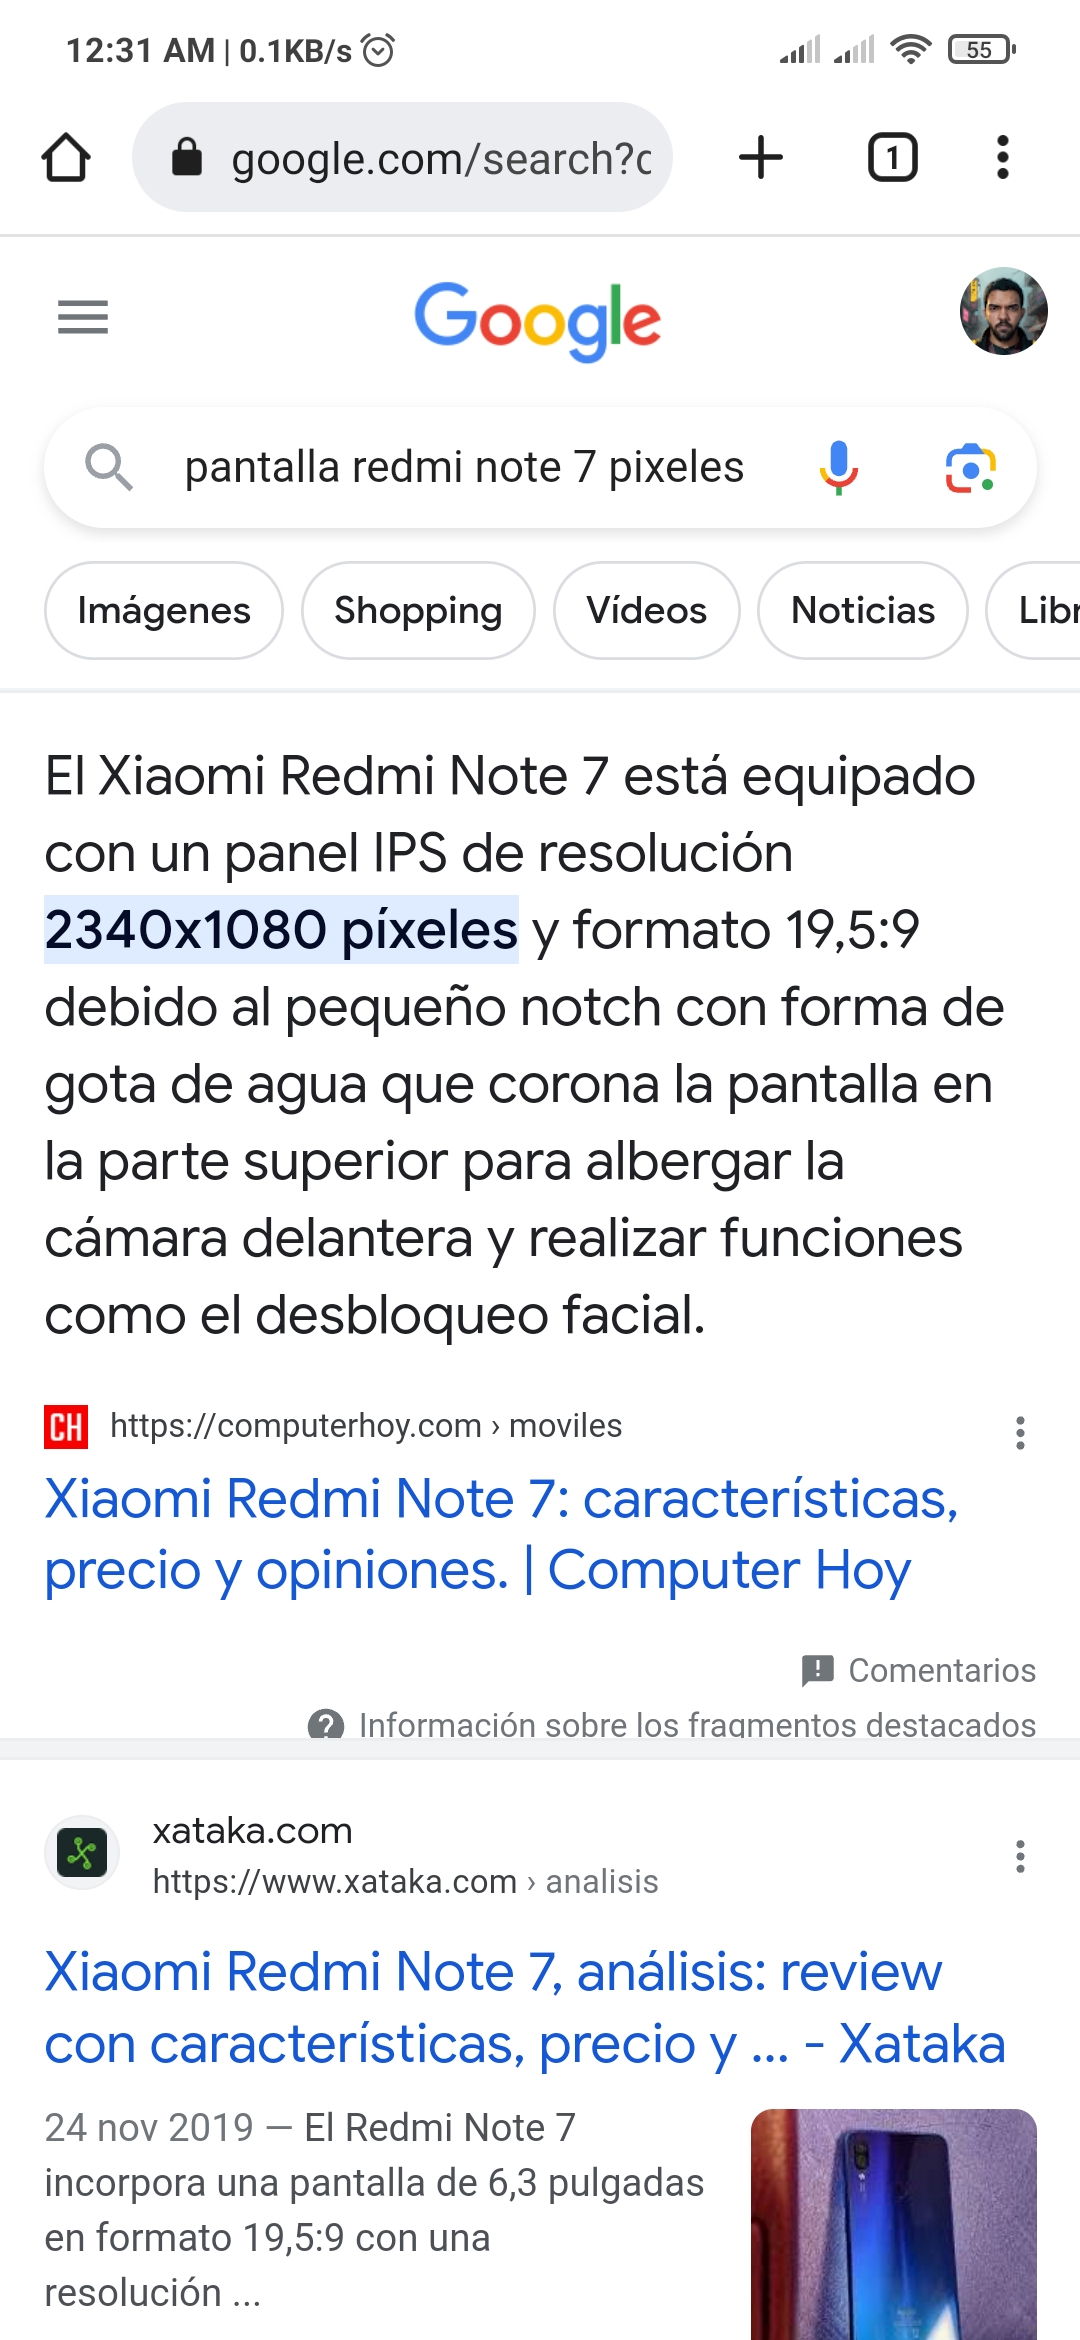 12:31 AM | 0.1KB/s
55
google.com/search?
1
Google
pantalla redmi note 7 pixeles
Imágenes
Shopping
Vídeos
Noticias
Libr
El Xiaomi Redmi Note 7 está equipado
con un panel IPS de resolución
2340x1080 píxeles y formato 19,5:9
debido al pequeño notch con forma de
gota de agua que corona la pantalla en
la parte superior para albergar la
cámara delantera y realizar funciones
como el desbloqueo facial.
CH https://computerhoy.com › moviles
Xiaomi Redmi Note 7: características,
precio y opiniones. | Computer Hoy
Comentarios
Información sobre los fragmentos destacados
xataka.com
https://www.xataka.com › analisis
Xiaomi Redmi Note 7, análisis: review
con características, precio y ... - Xataka
24 nov 2019 — El Redmi Note 7
incorpora una pantalla de 6,3 pulgadas
en formato 19,5:9 con una
resolución ...